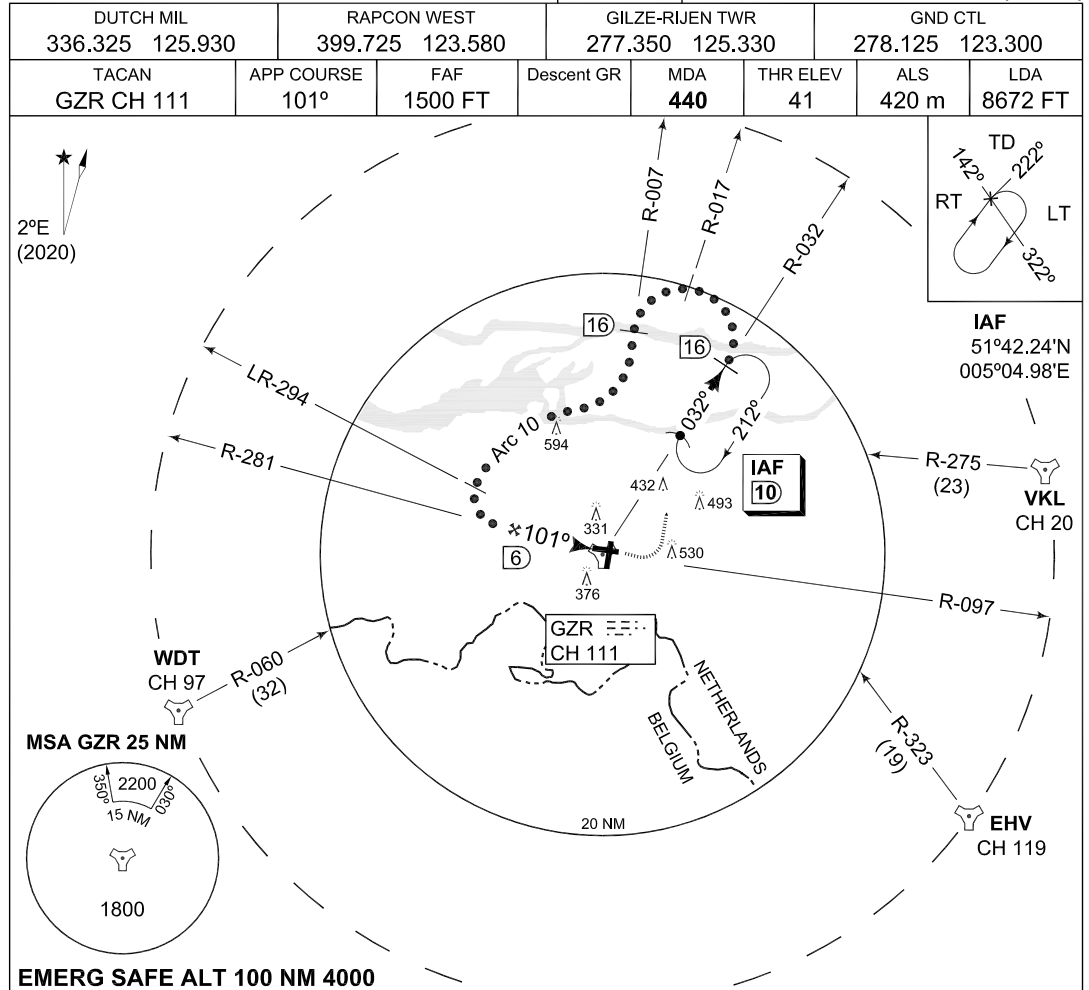 DUTCH MIL
336.325 125.930
RAPCON WEST
399.725 123.580
GILZE-RIJEN TWR
277.350 125.330
GND CTL
278.125 123.300
TACAN
GZR CH 111
APP COURSE
101º
FAF
1500 FT
Descent GR
MDA
440
THR ELEV
41
ALS
420 m
LDA
8672 FT
2ºE
(2020)
R-007
R-017
R-032
TD
142º
222º
RT
LT
322º
IAF
51º42.24'N
005º04.98'E
16
16
LR-294
R-281
Arc 10
594
032º
212º
IAF
10
432
493
R-275
(23)
VKL
CH 20
331
101º
6
530
376
R-097
GZR
CH 111
WDT
CH 97
R-060
(32)
NETHERLANDS
BELGIUM
R-323
(19)
EHV
CH 119
20 NM
MSA GZR 25 NM
350º
2200
030º
15 NM
1800
EMERG SAFE ALT 100 NM 4000